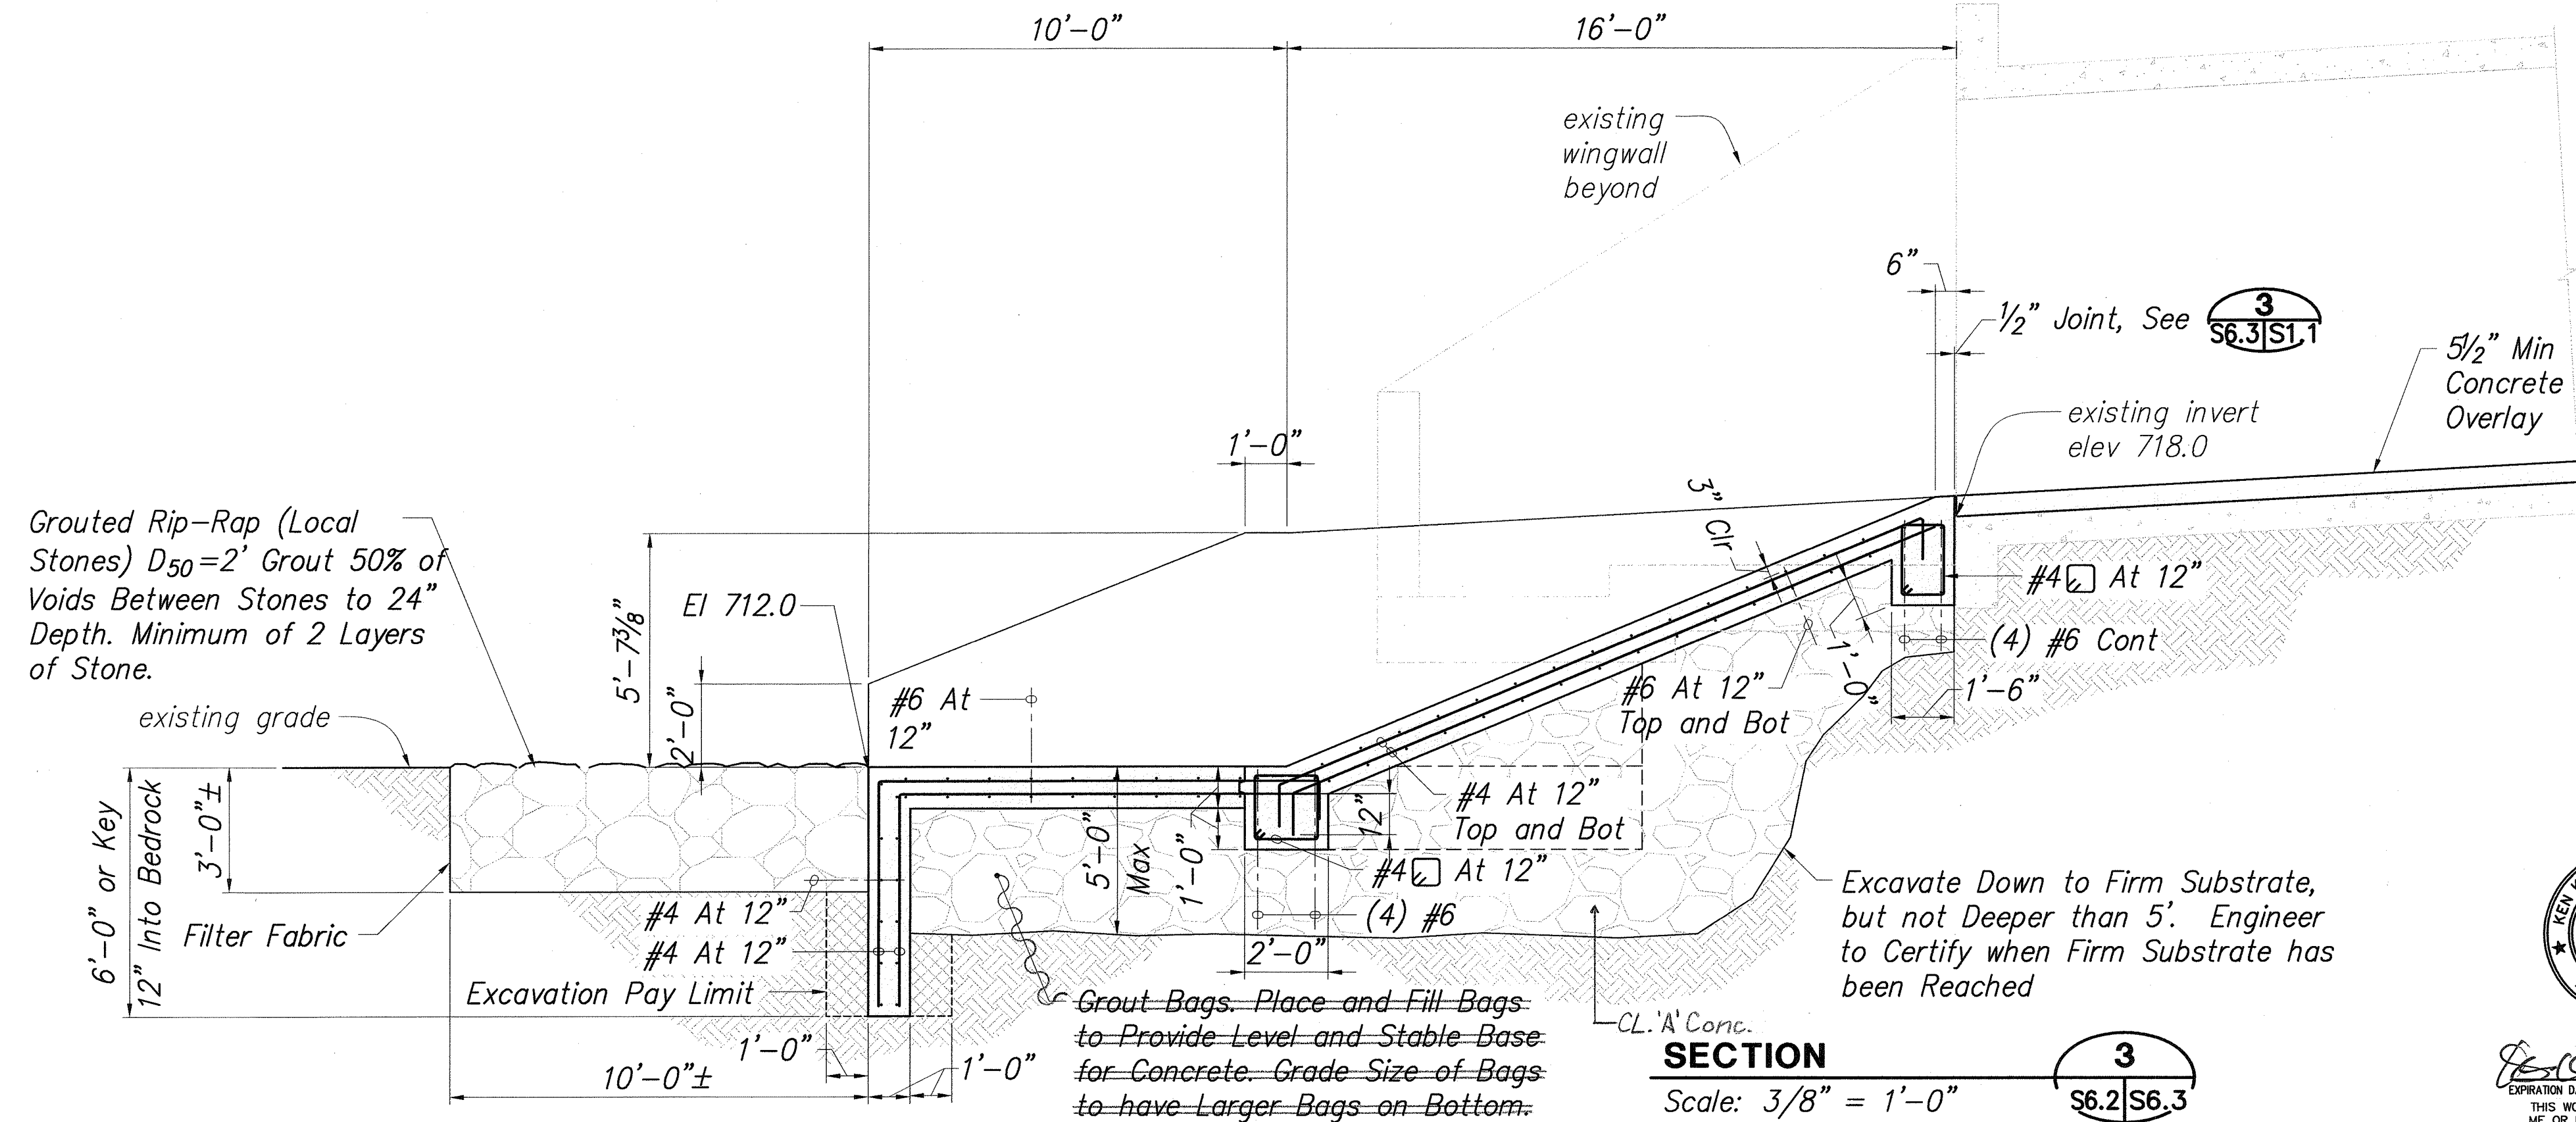 10'-0"
16'-0"
existing
wingwall
beyond
6"
1/2" Joint, See
3
S6.3 S1.1
5 1/2" Min
Concrete
Overlay
existing invert
elev 718.0
1'-0"
3" Clr
Grouted Rip-Rap (Local
Stones) D50=2' Grout 50% of
Voids Between Stones to 24"
Depth. Minimum of 2 Layers
of Stone.
5'-7 3/8"
El 712.0
2'-0"
#6 At
12"
existing grade
#4 At 12"
(4) #6 Cont
1'-0"
1'-6"
#6 At 12"
Top and Bot
#4 At 12"
Top and Bot
12"
6'-0" or Key
12" Into Bedrock
3'-0"±
5'-0"
Max
1'-0"
#4 At 12"
(4) #6
2'-0"
#4 At 12"
#4 At 12"
Filter Fabric
Excavation Pay Limit
Excavate Down to Firm Substrate,
but not Deeper than 5'. Engineer
to Certify when Firm Substrate has
been Reached
Grout Bags. Place and Fill Bags
to Provide Level and Stable Base
for Concrete. Grade Size of Bags
to have Larger Bags on Bottom.
CL.'A' Conc.
1'-0"
10'-0"±
1'-0"
SECTION
Scale: 3/8" = 1'-0"
3
S6.2 S6.3
KEN
EXPIRATION D
THIS WO
ME OR